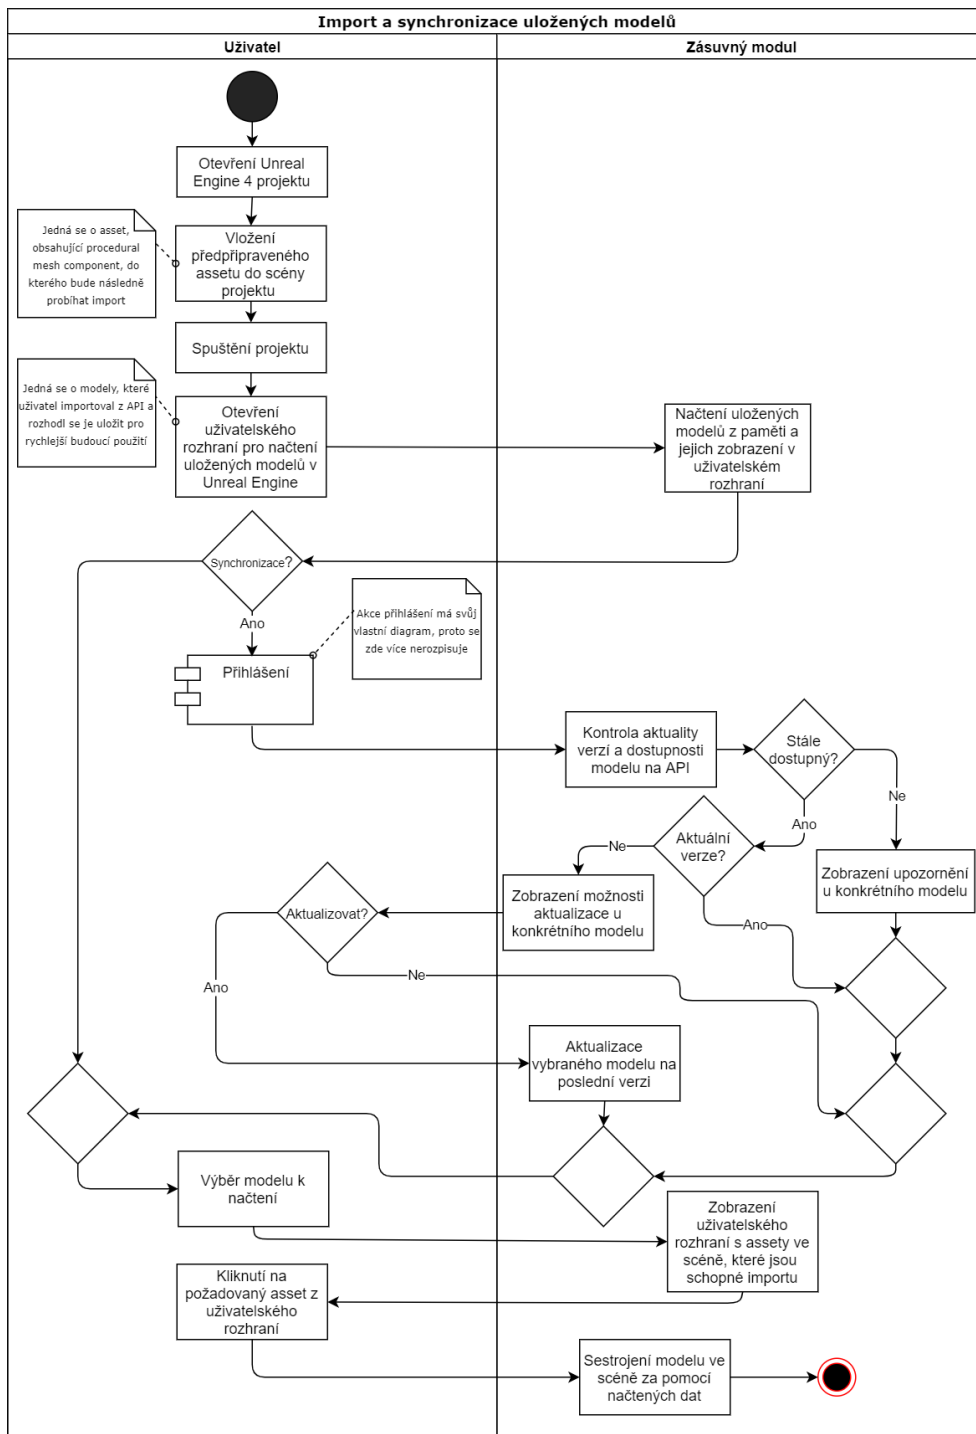 Import a synchronizace uložených modelů
Uživatel
Zásuvný modul
Otevření Unreal
Engine 4 projektu
Jedná se o asset,
obsahující procedural
mesh component, do
kterého bude následně
probíhat import
Vložení
předpřipraveného
assetu do scény
projektu
Spuštění projektu
Jedná se o modely, které
uživatel importoval z API a
rozhodl se je uložit pro
rychlejší budoucí použití
Otevření
uživatelského
rozhraní pro načtení
uložených modelů v
Unreal Engine
Načtení uložených
modelů z paměti a
jejich zobrazení v
uživatelském
rozhraní
Synchronizace?
Ano
Akce přihlášení má svůj
vlastní diagram, proto se
zde více nerozpisuje
Přihlášení
Kontrola aktuality
verzí a dostupnosti
modelu na API
Stále
dostupný?
Ne
Ano
Aktuální
verze?
Ne
Ano
Zobrazení upozornění
u konkrétního modelu
Zobrazení možnosti
aktualizace u
konkrétního modelu
Aktualizovat?
Ano
Ne
Aktualizace
vybraného modelu na
poslední verzi
Výběr modelu k
načtení
Zobrazení
uživatelského
rozhraní s assety ve
scéně, které jsou
schopné importu
Kliknutí na
požadovaný asset z
uživatelského
rozhraní
Sestrojení modelu ve
scéně za pomocí
načtených dat